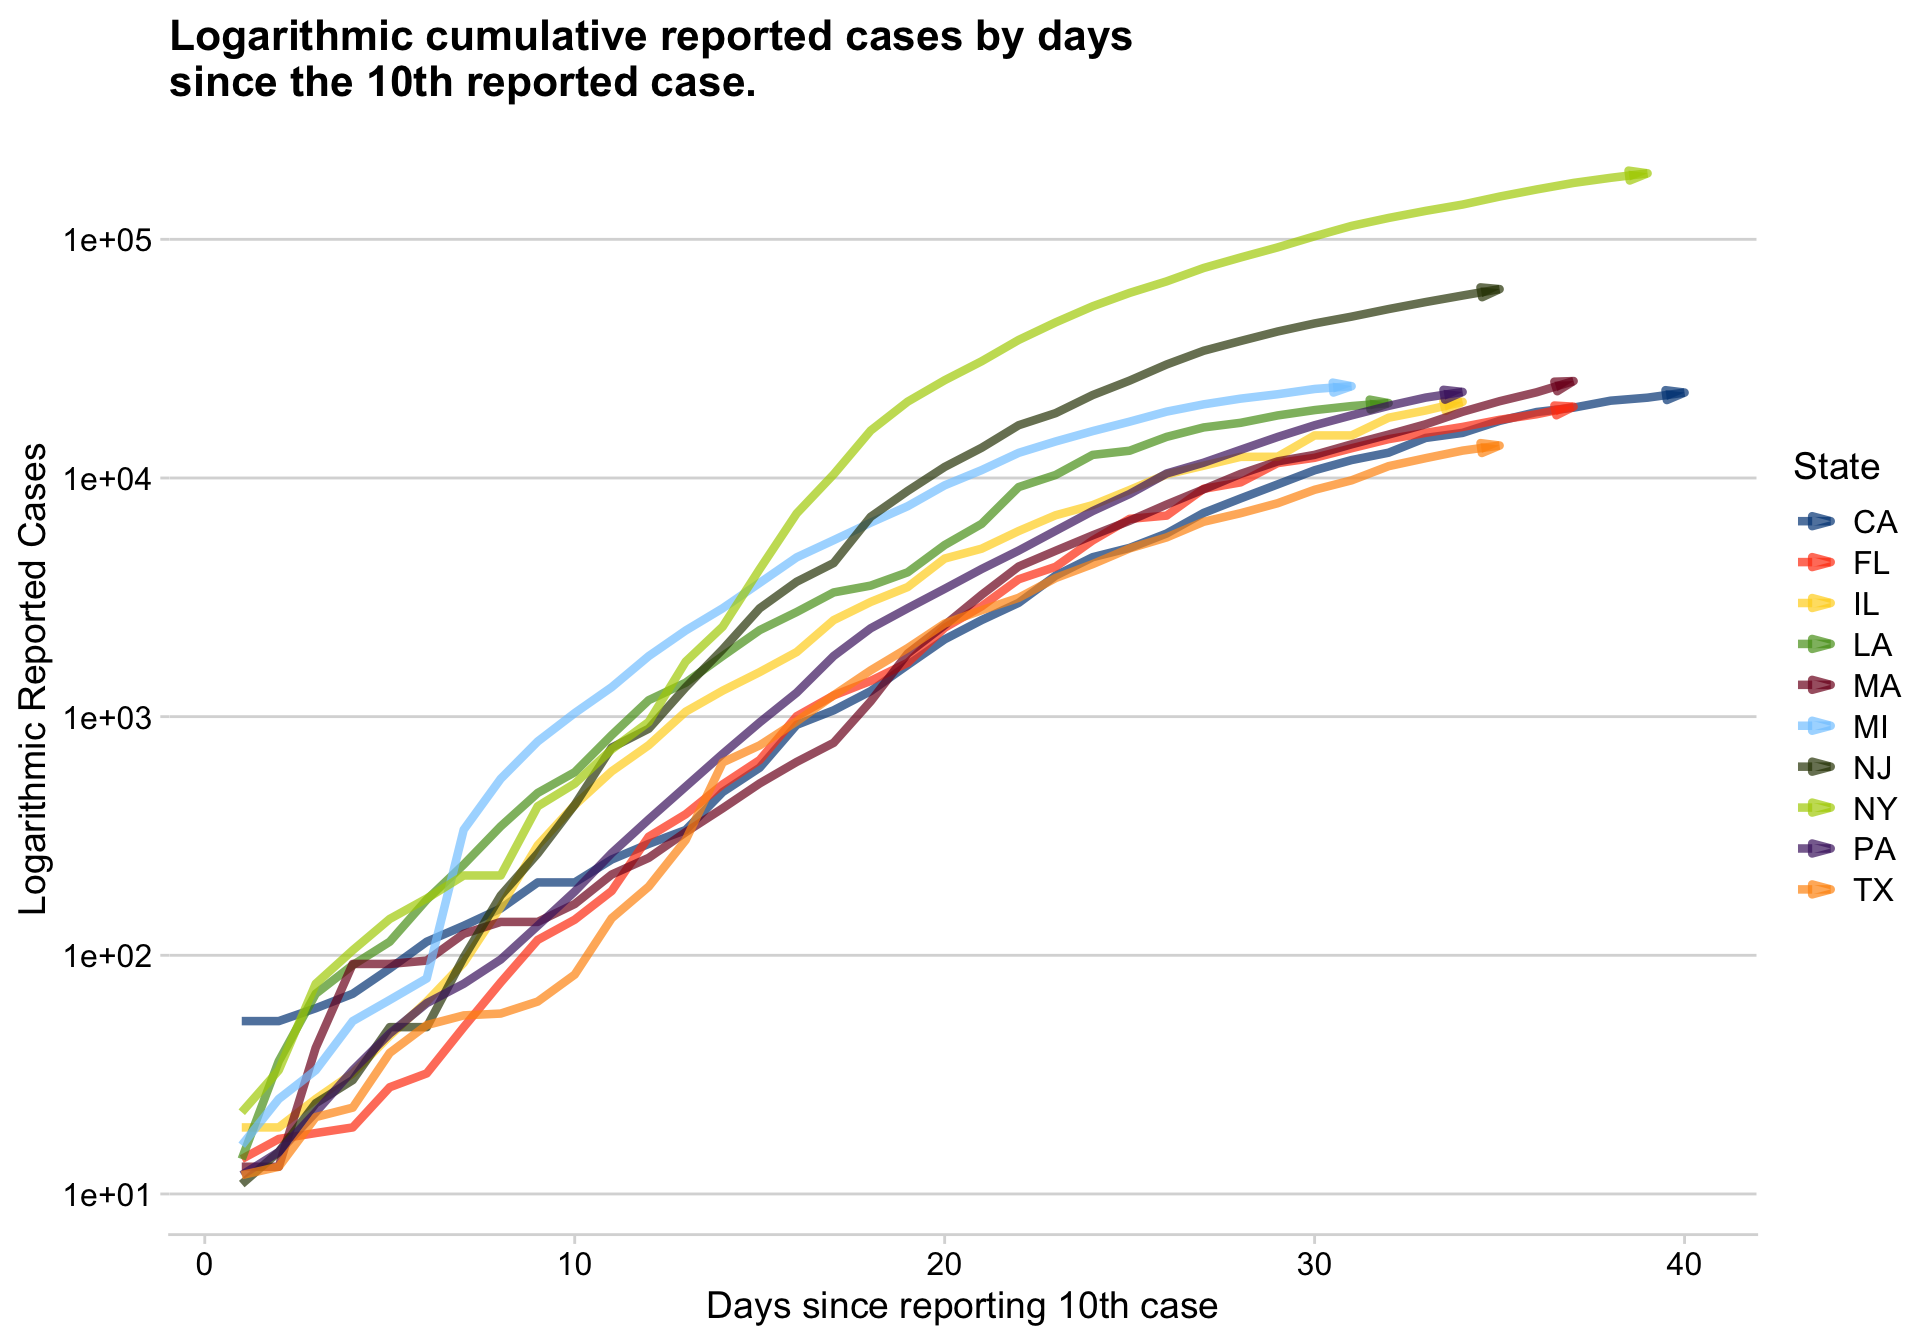 Logarithmic cumulative reported cases by days
since the 10th reported case.
Logarithmic Reported Cases
1e+05
1e+04
1e+03
1e+02
1e+01
0 10 20 30 40
Days since reporting 10th case
State
CA
FL
IL
LA
MA
MI
NJ
NY
PA
TX